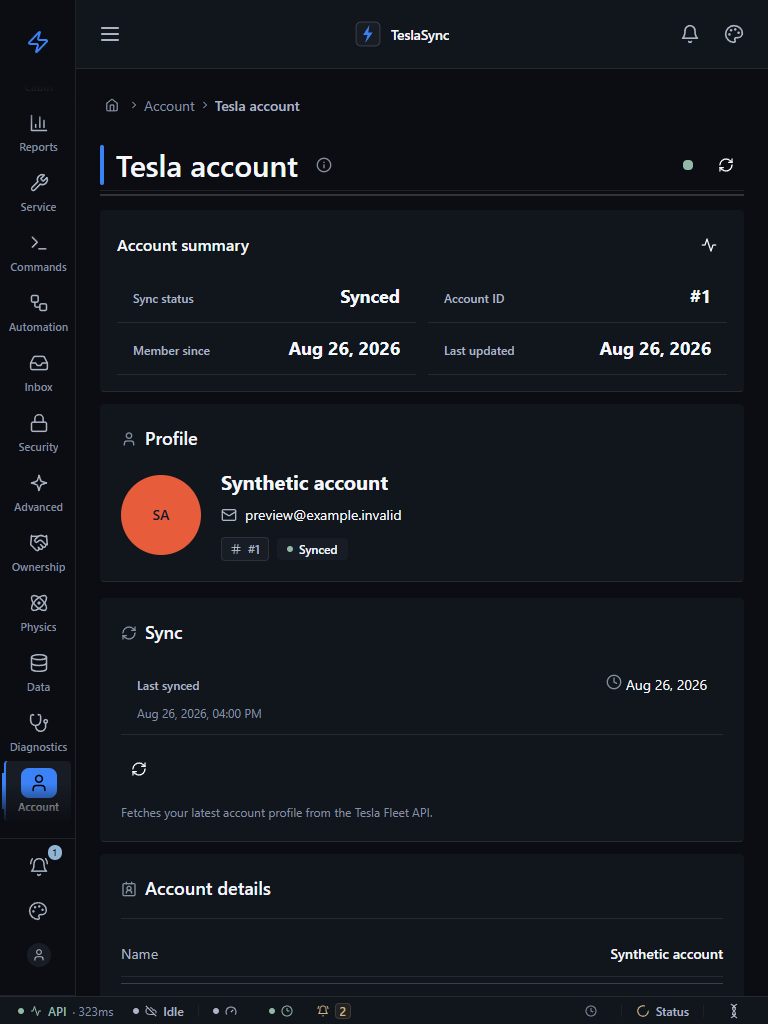 TeslaSync
Reports
Service
Commands
Automation
Inbox
Security
Advanced
Ownership
Physics
Data
Diagnostics
Account
1
Account > Tesla account
Tesla account
Account summary
Sync status Synced
Account ID #1
Member since Aug 26, 2026
Last updated Aug 26, 2026
Profile
SA
Synthetic account
preview@example.invalid
# #1 Synced
Sync
Last synced Aug 26, 2026
Aug 26, 2026, 04:00 PM
Fetches your latest account profile from the Tesla Fleet API.
Account details
Name Synthetic account
API · 323ms Idle 2 Status